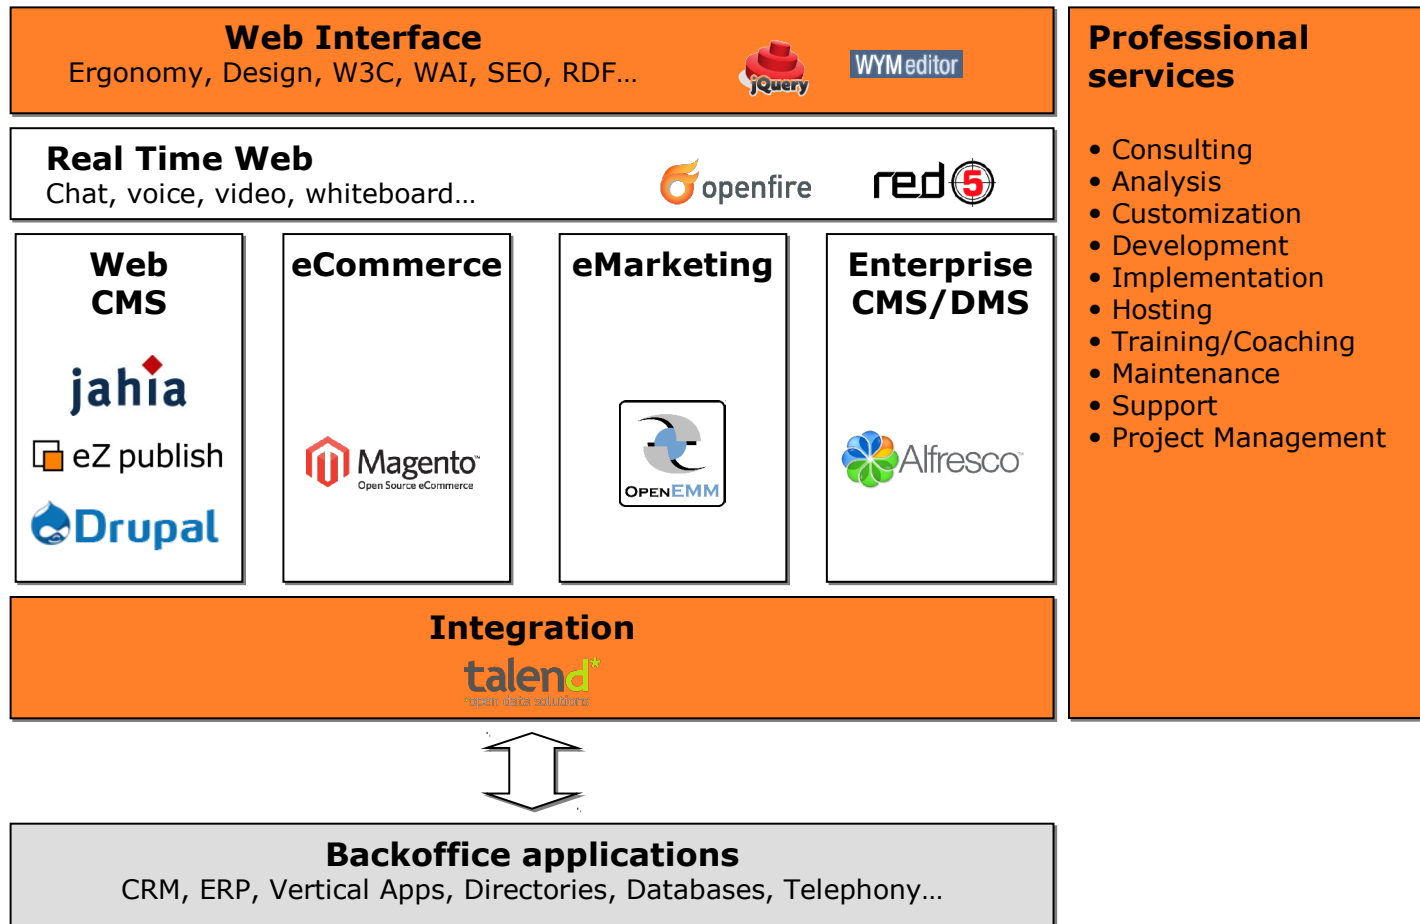 Web Interface
Ergonomy, Design, W3C, WAI, SEO, RDF...
jQuery
WYMeditor
Real Time Web
Chat, voice, video, whiteboard...
openfire
red5
Web
CMS
jahia
eZ publish
Drupal
eCommerce
Magento™
Open Source eCommerce
eMarketing
OPENEMM
Enterprise
CMS/DMS
Alfresco™
Integration
talend*
*open data solutions
Backoffice applications
CRM, ERP, Vertical Apps, Directories, Databases, Telephony...
Professional
services
• Consulting
• Analysis
• Customization
• Development
• Implementation
• Hosting
• Training/Coaching
• Maintenance
• Support
• Project Management